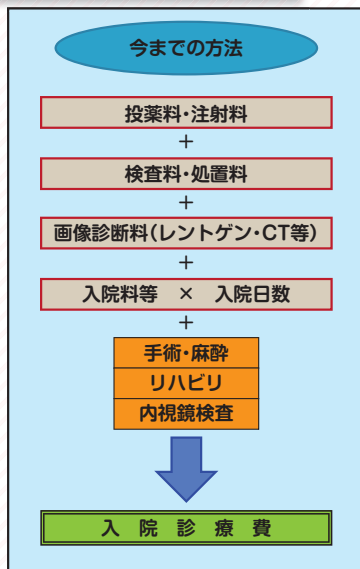 今までの方法
投薬料・注射料
+
検査料・処置料
+
画像診断料(レントゲン・CT等)
+
入院料等 × 入院日数
+
手術・麻酔
リハビリ
内視鏡検査
入院診療費